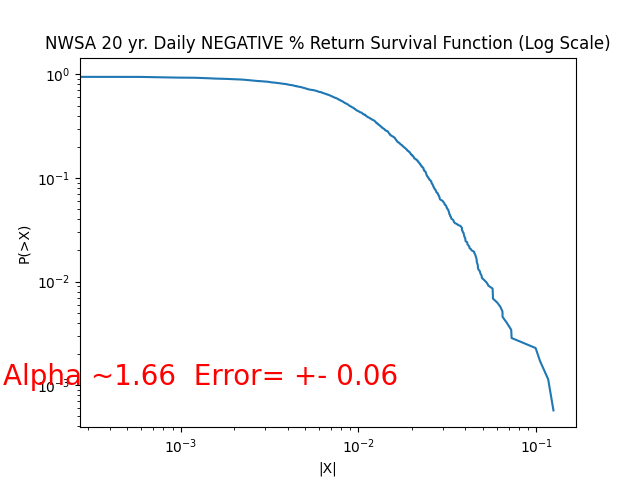 NWSA 20 yr. Daily NEGATIVE % Return Survival Function (Log Scale)
10⁰
10⁻¹
10⁻²
10⁻³
P(>X)
Alpha ~1.66 Error= +- 0.06
10⁻³
10⁻²
10⁻¹
|X|